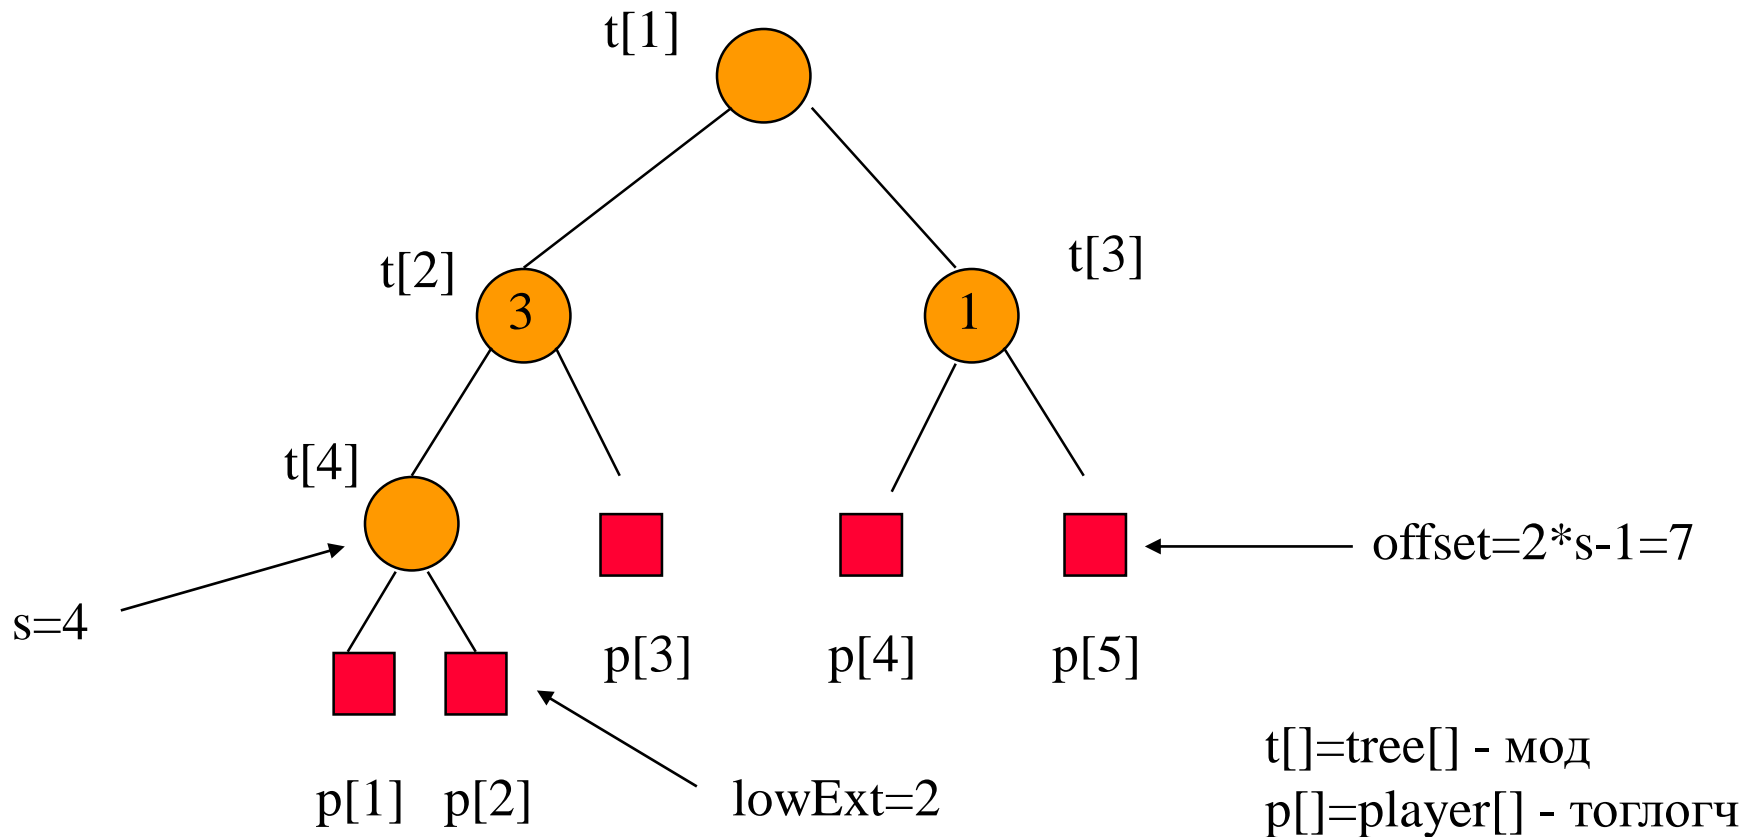 t[1]
t[2]
3
1
t[3]
t[4]
offset=2*s-1=7
s=4
p[3]
p[4]
p[5]
p[1]
p[2]
lowExt=2
t[]=tree[] - мод
p[]=player[] - тоглогч